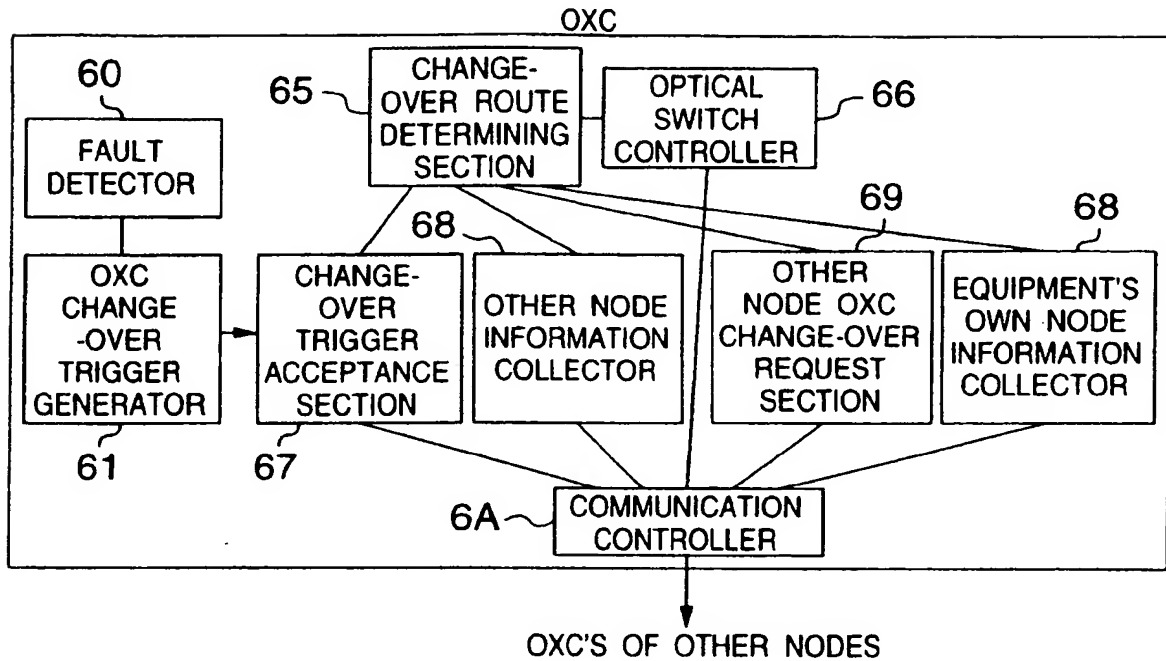 OXC
60
FAULT
DETECTOR
65
CHANGE-
OVER ROUTE
DETERMINING
SECTION
OPTICAL
SWITCH
CONTROLLER
66
OXC
CHANGE
-OVER
TRIGGER
GENERATOR
61
CHANGE-
OVER
TRIGGER
ACCEPTANCE
SECTION
67
68
OTHER NODE
INFORMATION
COLLECTOR
69
OTHER
NODE OXC
CHANGE-OVER
REQUEST
SECTION
68
EQUIPMENT'S
OWN NODE
INFORMATION
COLLECTOR
6A
COMMUNICATION
CONTROLLER
OXC'S OF OTHER NODES